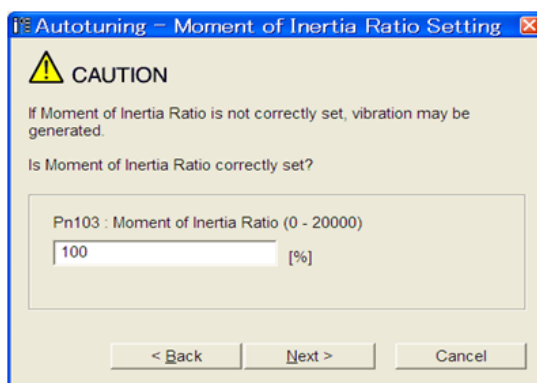 Autotuning - Moment of Inertia Ratio Setting
CAUTION
If Moment of Inertia Ratio is not correctly set, vibration may be
generated.
Is Moment of Inertia Ratio correctly set?
Pn103 : Moment of Inertia Ratio (0 - 20000)
100 [%]
< Back Next > Cancel